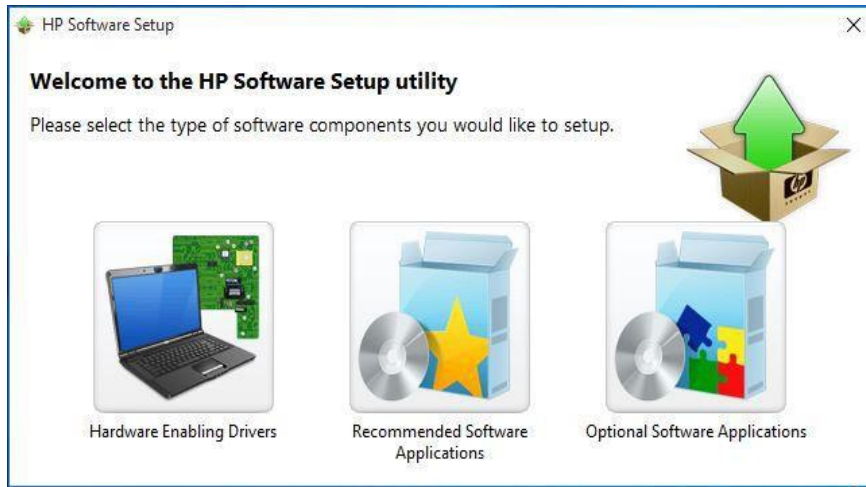 HP Software Setup
Welcome to the HP Software Setup utility
Please select the type of software components you would like to setup.
hp
Hardware Enabling Drivers
Recommended Software
Applications
Optional Software Applications